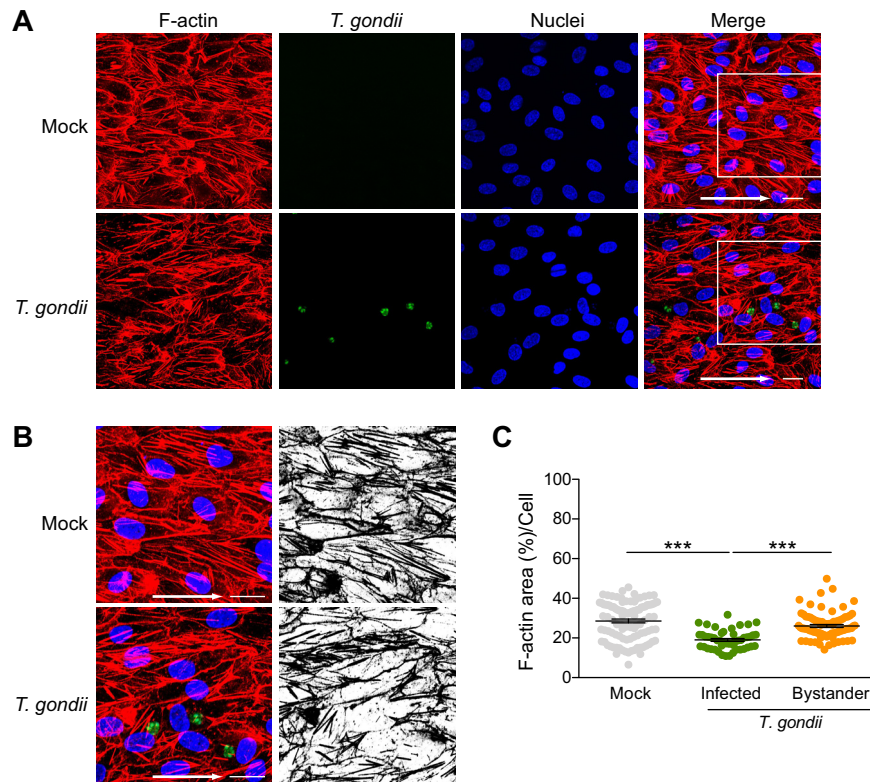 A
F-actin
T. gondii
Nuclei
Merge
Mock
T. gondii
B
Mock
T. gondii
C
F-actin area (%)/Cell
100
80
60
40
20
0
***
***
Mock
Infected
Bystander
T. gondii